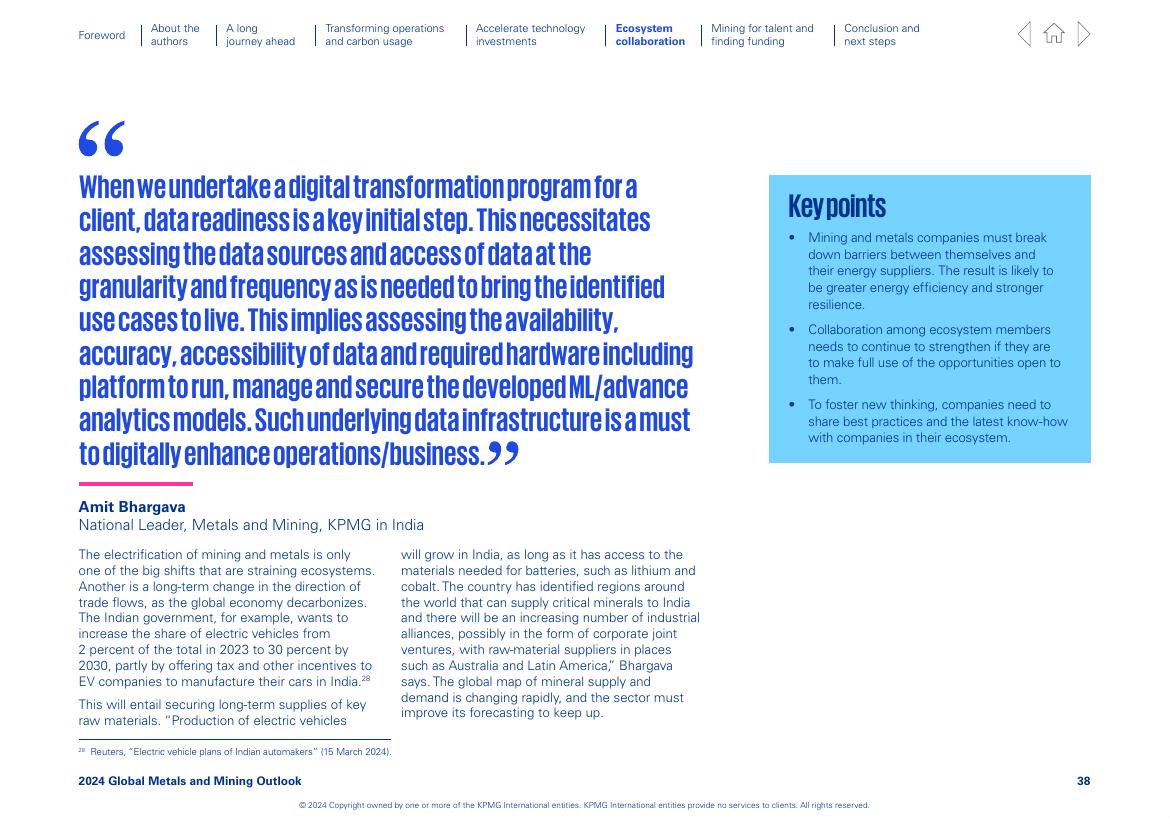 Foreword
About the
authors
A long
journey ahead
Transforming operations
and carbon usage
Accelerate technology
investments
Ecosystem
collaboration
Mining for talent and
finding funding
Conclusion and
next steps
“
When we undertake a digital transformation program for a
client, data readiness is a key initial step. This necessitates
assessing the data sources and access of data at the
granularity and frequency as is needed to bring the identified
use cases to live. This implies assessing the availability,
accuracy, accessibility of data and required hardware including
platform to run, manage and secure the developed ML/advance
analytics models. Such underlying data infrastructure is a must
to digitally enhance operations/business.”
Amit Bhargava
National Leader, Metals and Mining, KPMG in India
The electrification of mining and metals is only
one of the big shifts that are straining ecosystems.
Another is a long-term change in the direction of
trade flows, as the global economy decarbonizes.
The Indian government, for example, wants to
increase the share of electric vehicles from
2 percent of the total in 2023 to 30 percent by
2030, partly by offering tax and other incentives to
EV companies to manufacture their cars in India.28
This will entail securing long-term supplies of key
raw materials. “Production of electric vehicles
will grow in India, as long as it has access to the
materials needed for batteries, such as lithium and
cobalt. The country has identified regions around
the world that can supply critical minerals to India
and there will be an increasing number of industrial
alliances, possibly in the form of corporate joint
ventures, with raw-material suppliers in places
such as Australia and Latin America,” Bhargava
says. The global map of mineral supply and
demand is changing rapidly, and the sector must
improve its forecasting to keep up.
Key points
• Mining and metals companies must break
down barriers between themselves and
their energy suppliers. The result is likely to
be greater energy efficiency and stronger
resilience.
• Collaboration among ecosystem members
needs to continue to strengthen if they are
to make full use of the opportunities open to
them.
• To foster new thinking, companies need to
share best practices and the latest know-how
with companies in their ecosystem.
28 Reuters, “Electric vehicle plans of Indian automakers” (15 March 2024).
2024 Global Metals and Mining Outlook
38
© 2024 Copyright owned by one or more of the KPMG International entities. KPMG International entities provide no services to clients. All rights reserved.